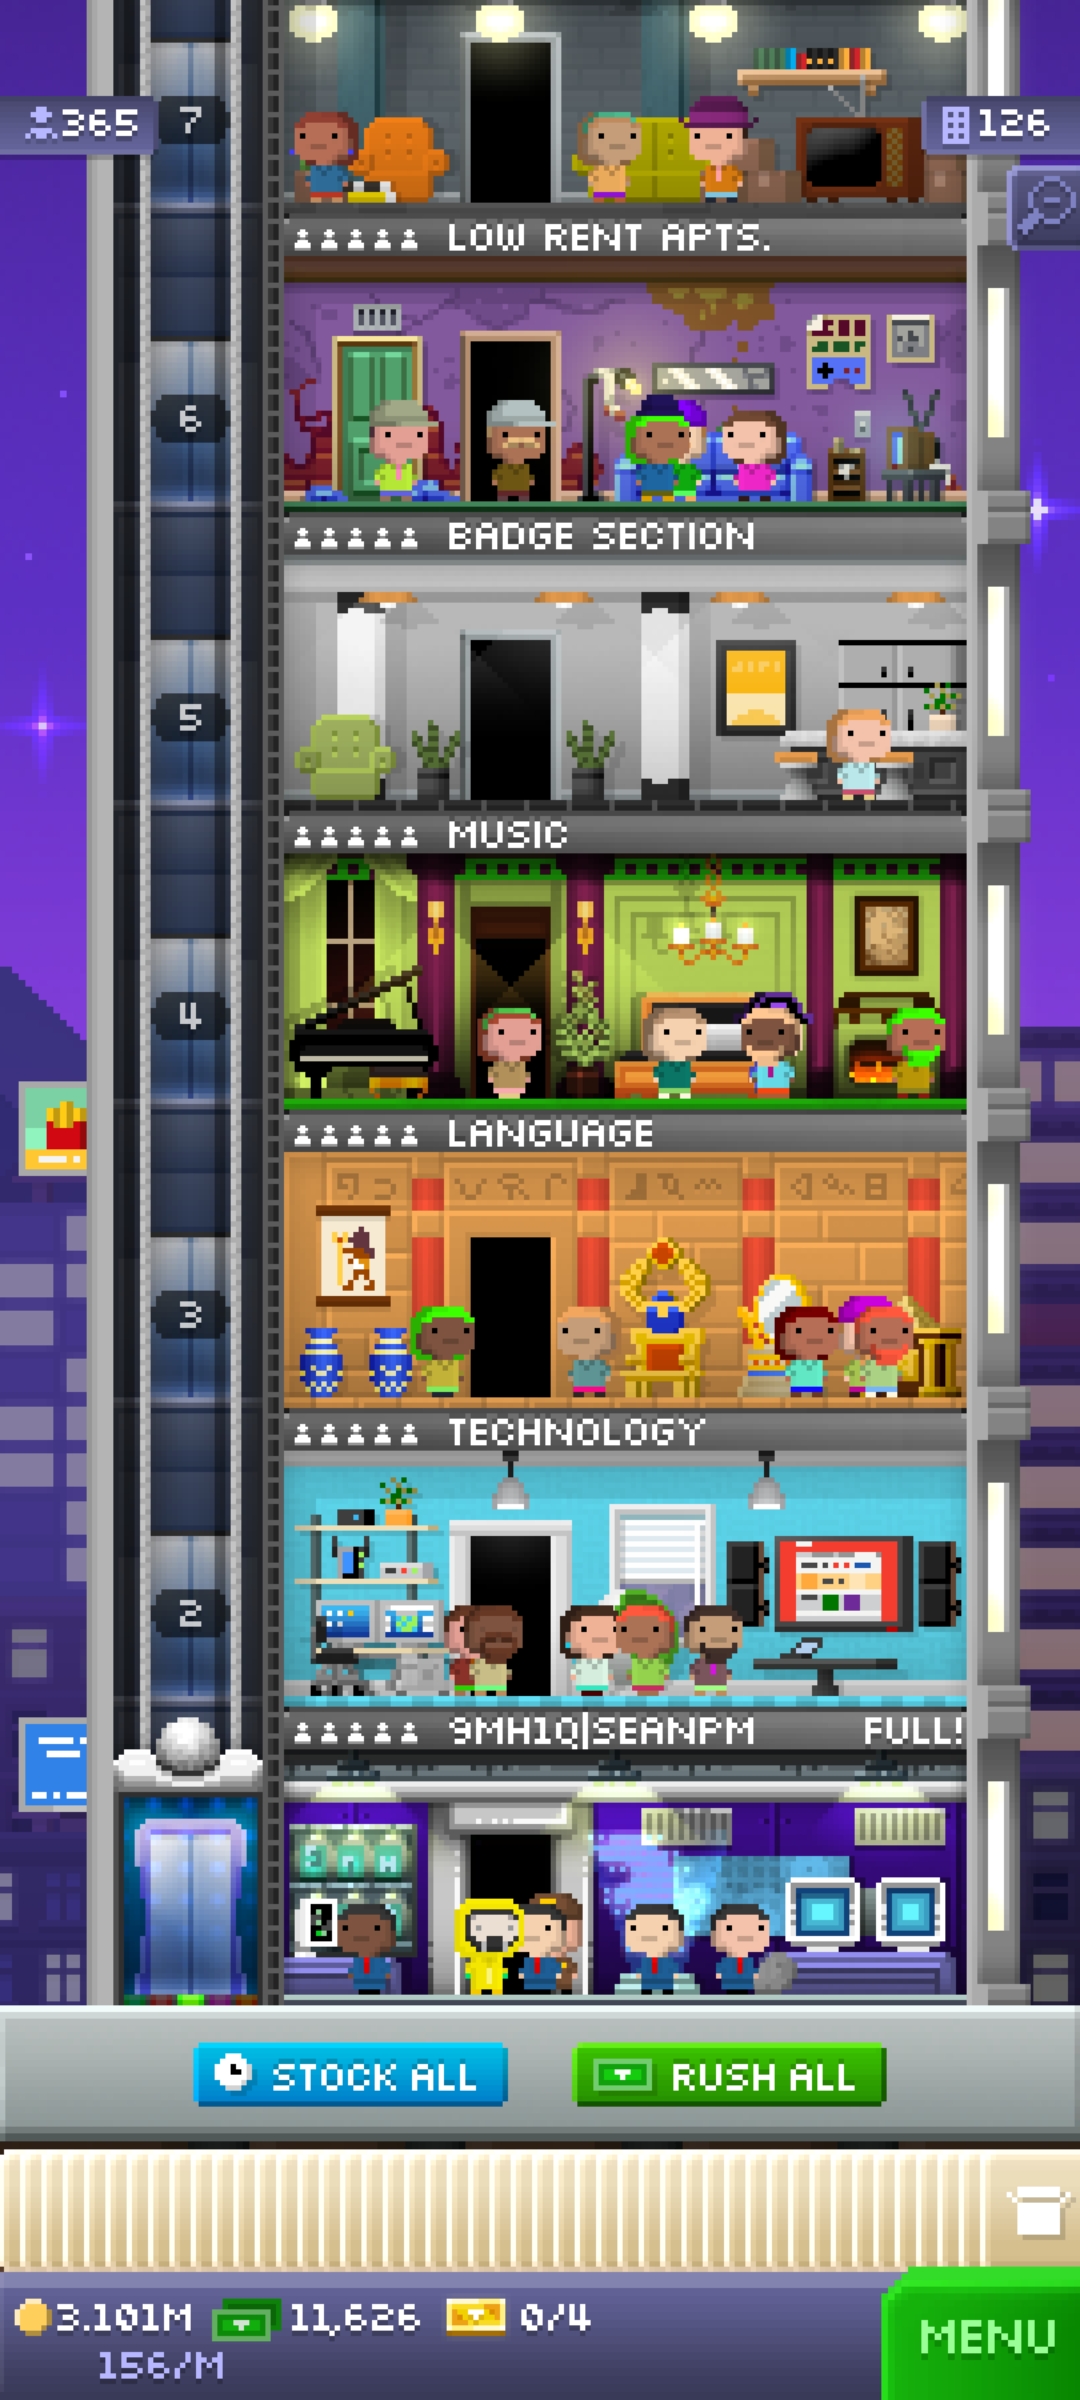 365
7
126
LOW RENT APTS.
6
BADGE SECTION
5
MUSIC
4
LANGUAGE
3
TECHNOLOGY
2
9MH1Q|SEANPM FULL!
STOCK ALL
RUSH ALL
3.101M 11,626 0/4
156/M
MENU